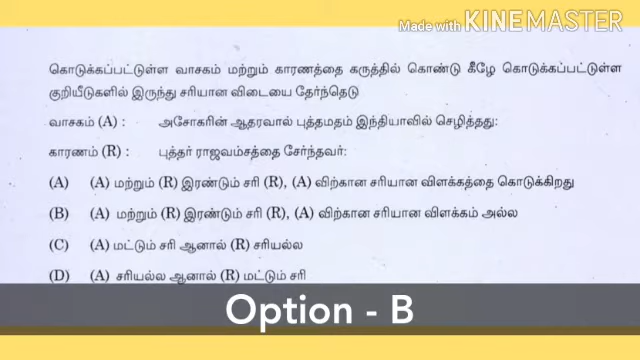 Made with KINEMASTER
கொடுக்கப்பட்டுள்ள வாசகம் மற்றும் காரணத்தை கருத்தில் கொண்டு கீழே கொடுக்கப்பட்டுள்ள
குறியீடுகளில் இருந்து சரியான விடையை தேர்ந்தெடு
வாசகம் (A) : அசோகரின் ஆதரவால் புத்தமதம் இந்தியாவில் செழித்தது:
காரணம் (R) : புத்தர் ராஜவம்சத்தை சேர்ந்தவர்:
(A) (A) மற்றும் (R) இரண்டும் சரி (R), (A) விற்கான சரியான விளக்கத்தை கொடுக்கிறது
(B) (A) மற்றும் (R) இரண்டும் சரி (R), (A) விற்கான சரியான விளக்கம் அல்ல
(C) (A) மட்டும் சரி ஆனால் (R) சரியல்ல
(D) (A) சரியல்ல ஆனால் (R) மட்டும் சரி
Option - B